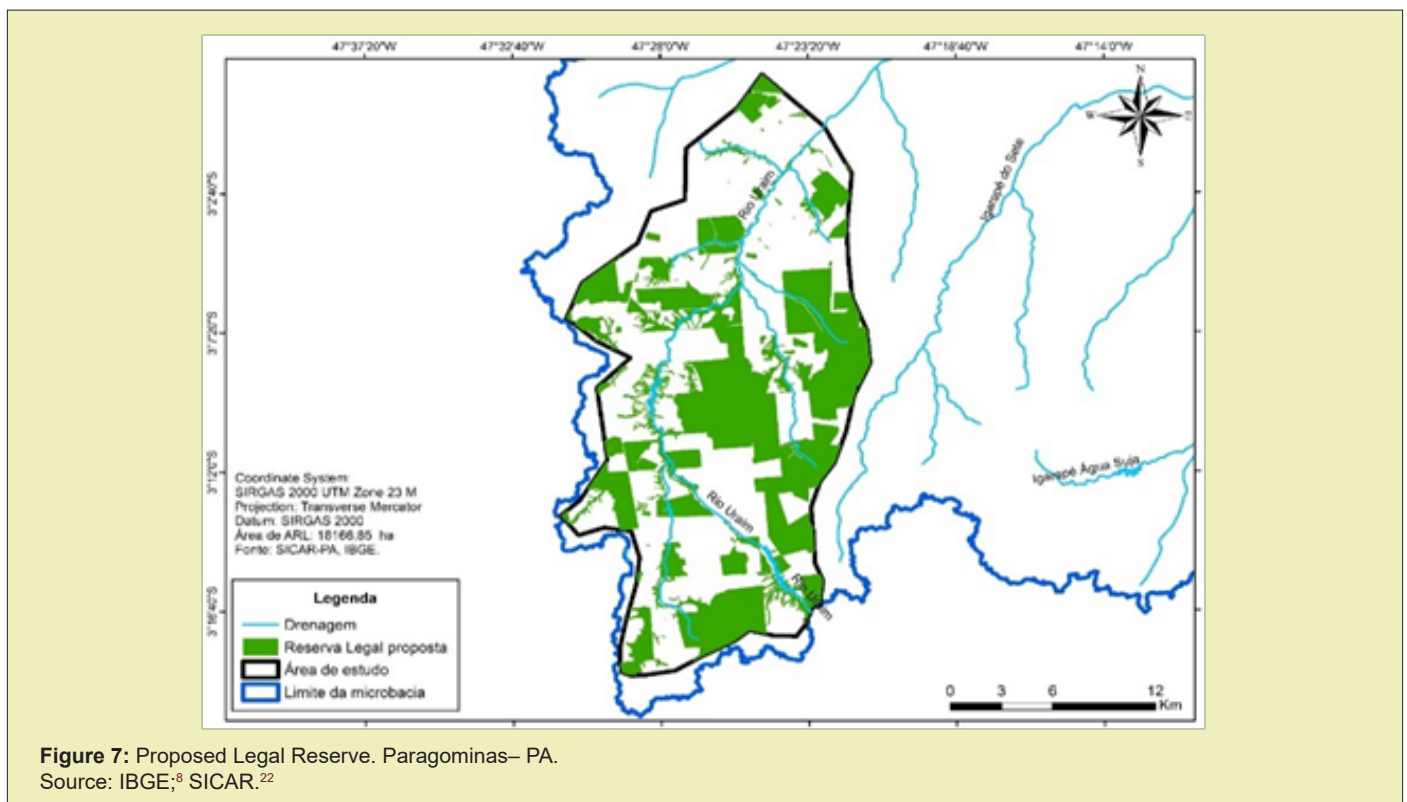 47°37'20"W 47°32'40"W 47°28'0"W 47°23'20"W 47°18'40"W 47°14'0"W
N
W E
S
3°2'40"S
3°7'20"S
3°12'0"S
3°16'40"S
Rio Uraim
Igarapé do Sete
Igarapé Água Suja
Rio Uraim
Rio Uraim
Coordinate System:
SIRGAS 2000 UTM Zone 23 M
Projection: Transverse Mercator
Datum: SIRGAS 2000
Área de ARL: 18166,85 ha
Fonte: SICAR-PA, IBGE.
Legenda
Drenagem
Reserva Legal proposta
Área de estudo
Limite da microbacia
0 3 6 12
Km
Figure 7: Proposed Legal Reserve. Paragominas– PA.
Source: IBGE;8 SICAR.22